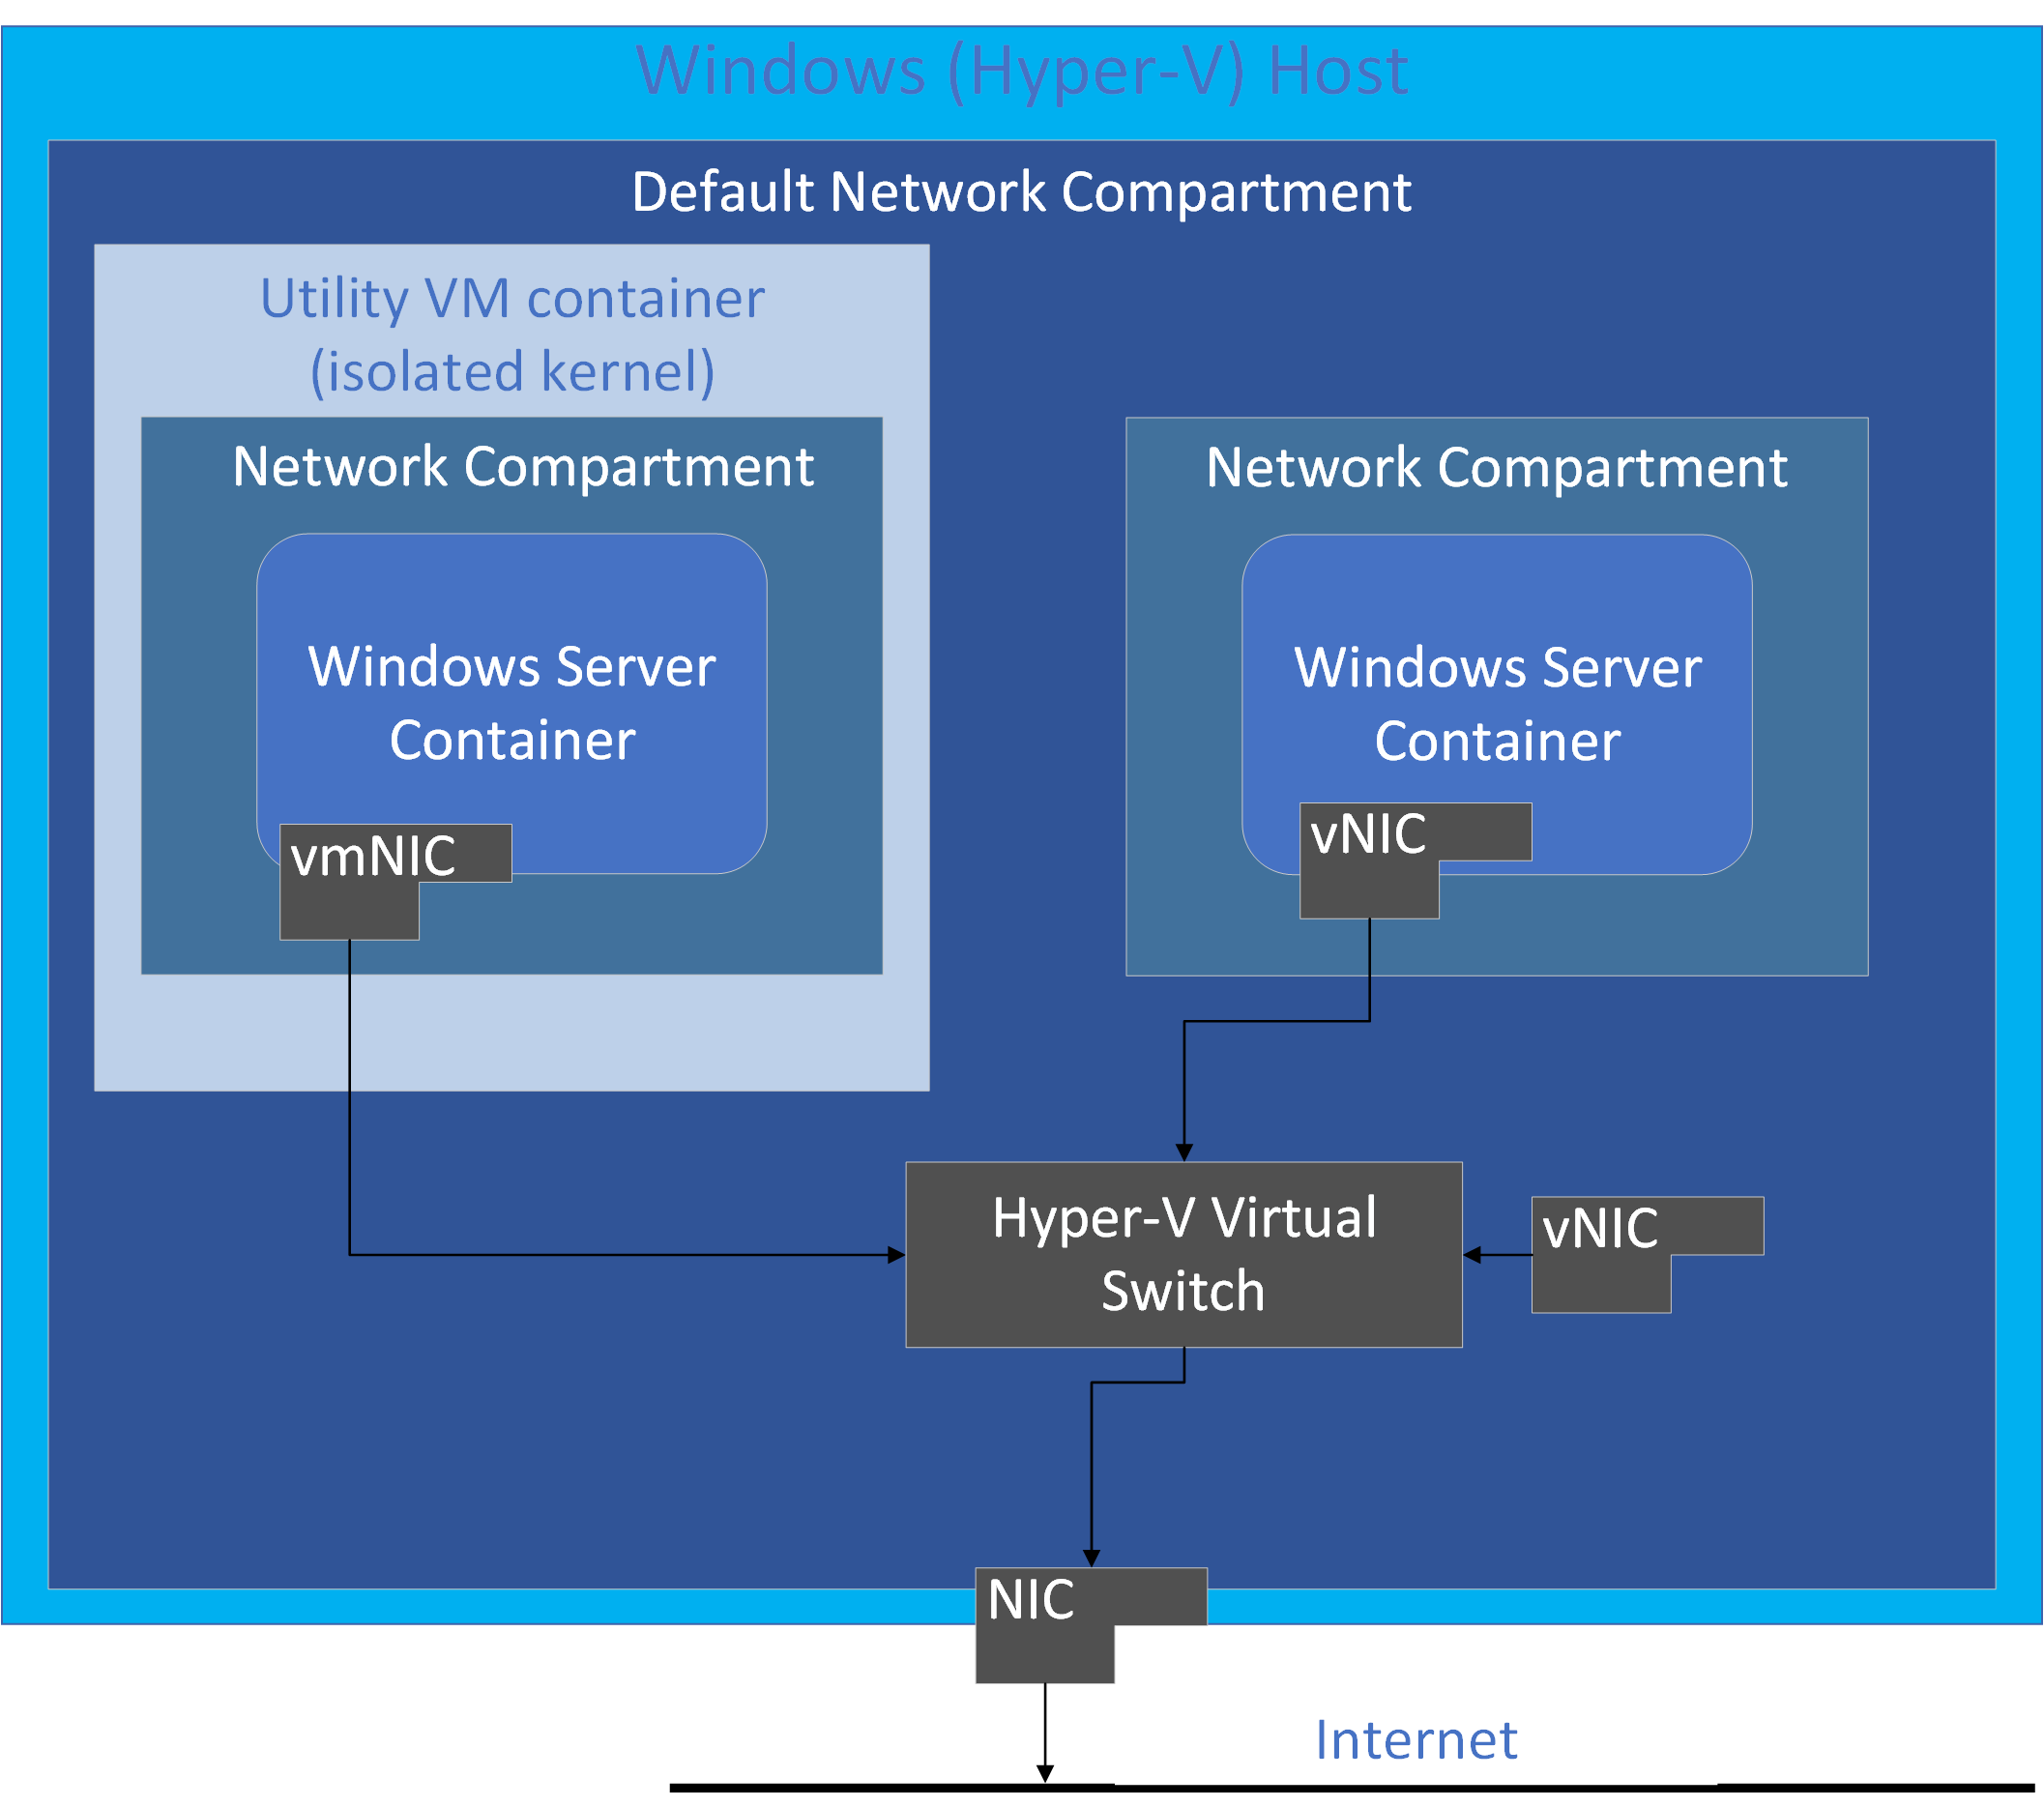 Windows (Hyper-V) Host
Default Network Compartment
Utility VM container
(isolated kernel)
Network Compartment
Windows Server
Container
vmNIC
Network Compartment
Windows Server
Container
vNIC
Hyper-V Virtual
Switch
vNIC
NIC
Internet